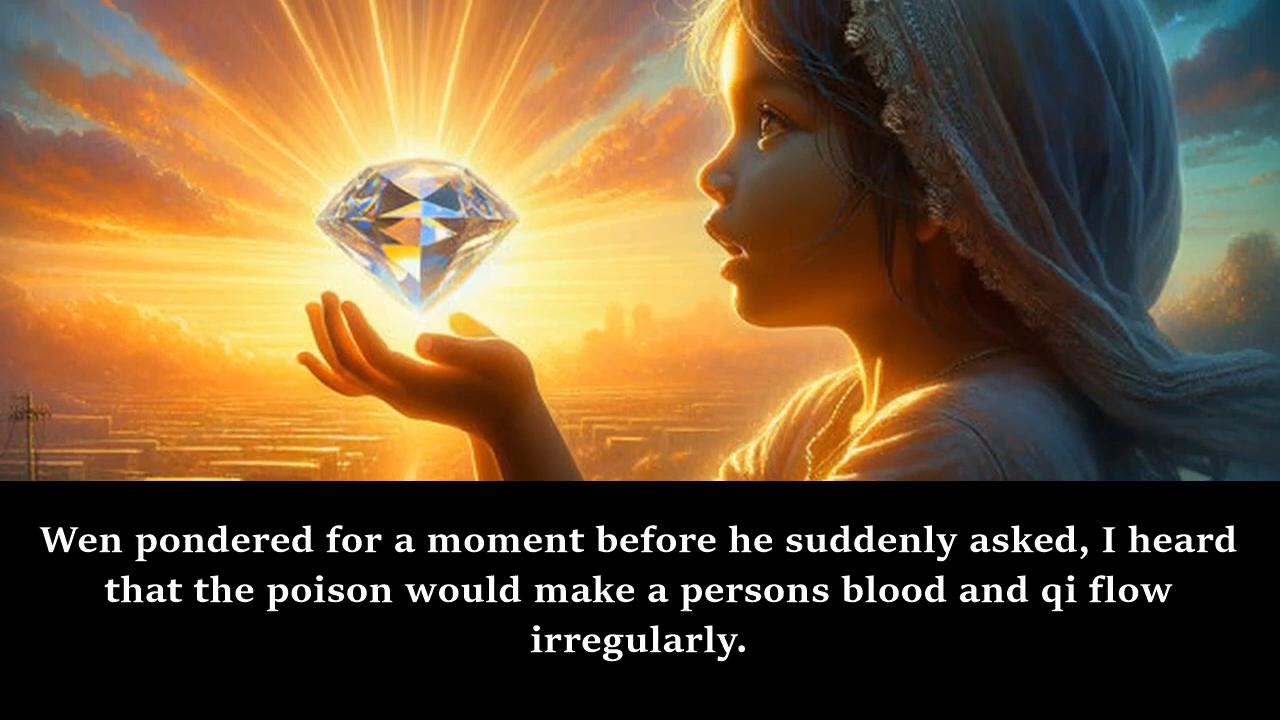 Wen pondered for a moment before he suddenly asked, I heard
that the poison would make a persons blood and qi flow
irregularly.